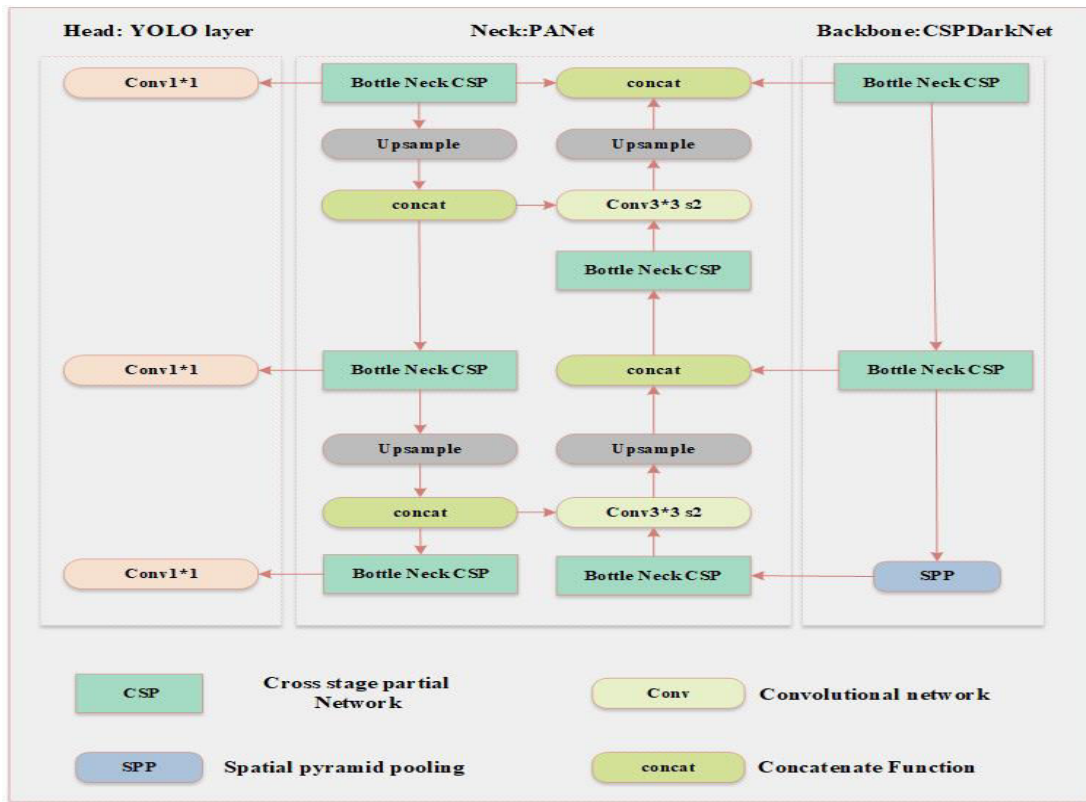 Head: YOLO layer
Neck:PANet
Backbone:CSPDarkNet
Conv1*1
Bottle Neck CSP
concat
Bottle Neck CSP
Upsample
Upsample
concat
Conv3*3 s2
Bottle Neck CSP
Conv1*1
Bottle Neck CSP
concat
Bottle Neck CSP
Upsample
Upsample
concat
Conv3*3 s2
Conv1*1
Bottle Neck CSP
Bottle Neck CSP
SPP
CSP
Cross stage partial
Network
Conv
Convolutional network
SPP
Spatial pyramid pooling
concat
Concatenate Function